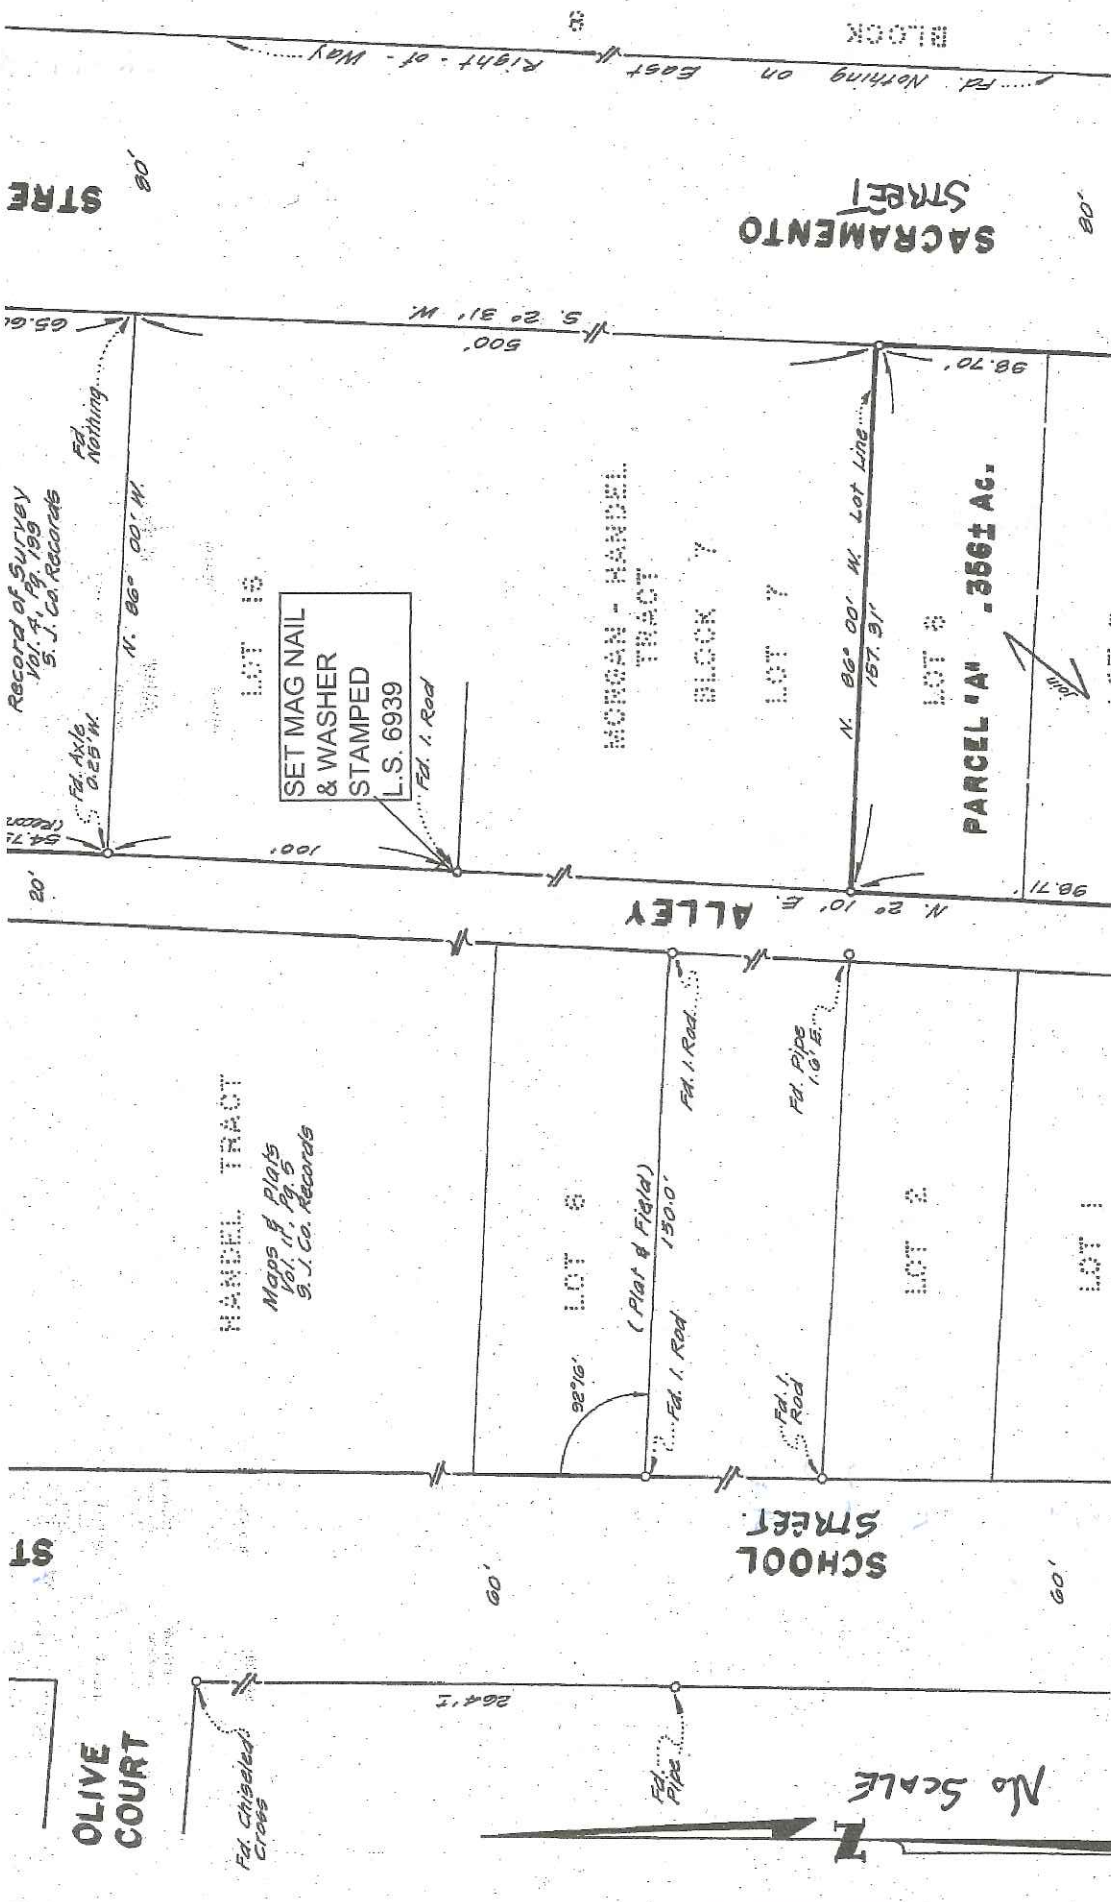 BLOCK
8
Fd. Nothing on East Right-of-Way
STRE
80'
SACRAMENTO
STREET
80'
S. 2° 31' W.
500'
98.70'
Fd.
Nothing
Record of Survey
Vol. 4, Pg. 199
S. J. Co. Records
N. 86° 00' W.
Fd. Axle
0.25' W.
LOT 16
SET MAG NAIL
& WASHER
STAMPED
L.S. 6939
Fd. I. Rod
100'
MORGAN - HANDEL
TRACT
BLOCK 7
LOT 7
N. 86° 00' W. Lot Line
157.31'
LOT 8
PARCEL "A" .356± Ac.
98.71'
20'
ALLEY
N. 2° 10' E.
HANDEL TRACT
Maps & Plats
Vol. 11, Pg. 5
S. J. Co. Records
LOT 6
(Plat & Field)
150.0'
Fd. I. Rod
Fd. I. Rod
92°16'
Fd. Pipe
1.6' E.
Fd. I.
Rod
LOT 2
LOT 1
ST
SCHOOL
STREET
60'
60'
OLIVE
COURT
Fd. Chiseled
Cross
264'±
Fd.
Pipe
N
No SCALE